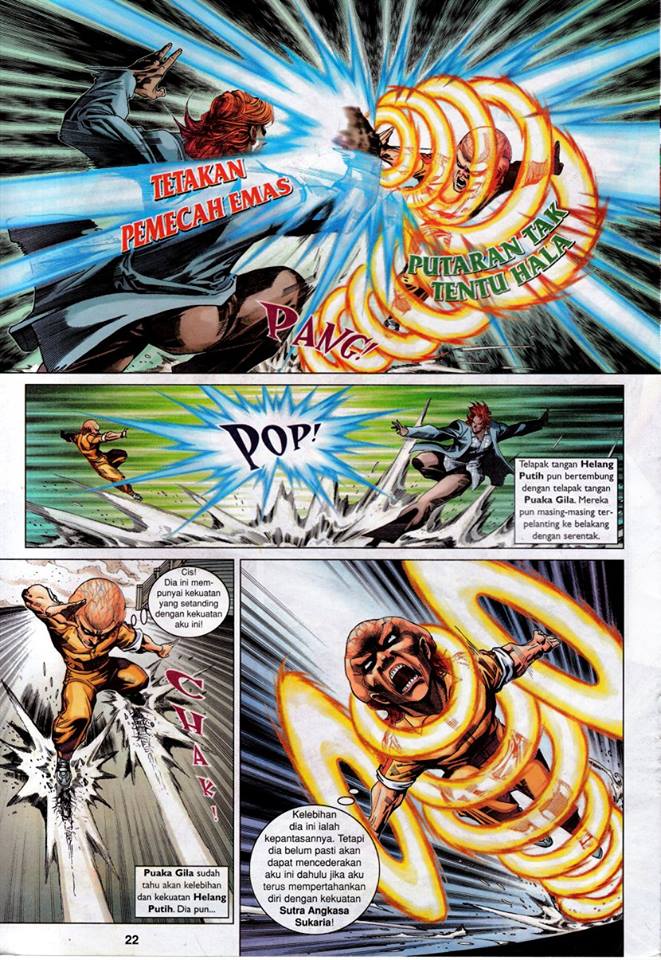 TETAKAN
PEMECAH EMAS
PUTARAN TAK
TENTU HALA
PANG!
POP!
Telapak tangan Helang
Putih pun bertembung
dengan telapak tangan
Puaka Gila. Mereka
pun masing-masing ter-
pelanting ke belakang
dengan serentak.
Cis!
Dia ini mem-
punyai kekuatan
yang setanding
dengan kekuatan
aku ini!
CHAK!
Puaka Gila sudah
tahu akan kelebihan
dan kekuatan Helang
Putih. Dia pun...
Kelebihan
dia ini ialah
kepantasannya. Tetapi
dia belum pasti akan
dapat mencederakan
aku ini dahulu jika aku
terus mempertahankan
diri dengan kekuatan
Sutra Angkasa
Sukaria!
22